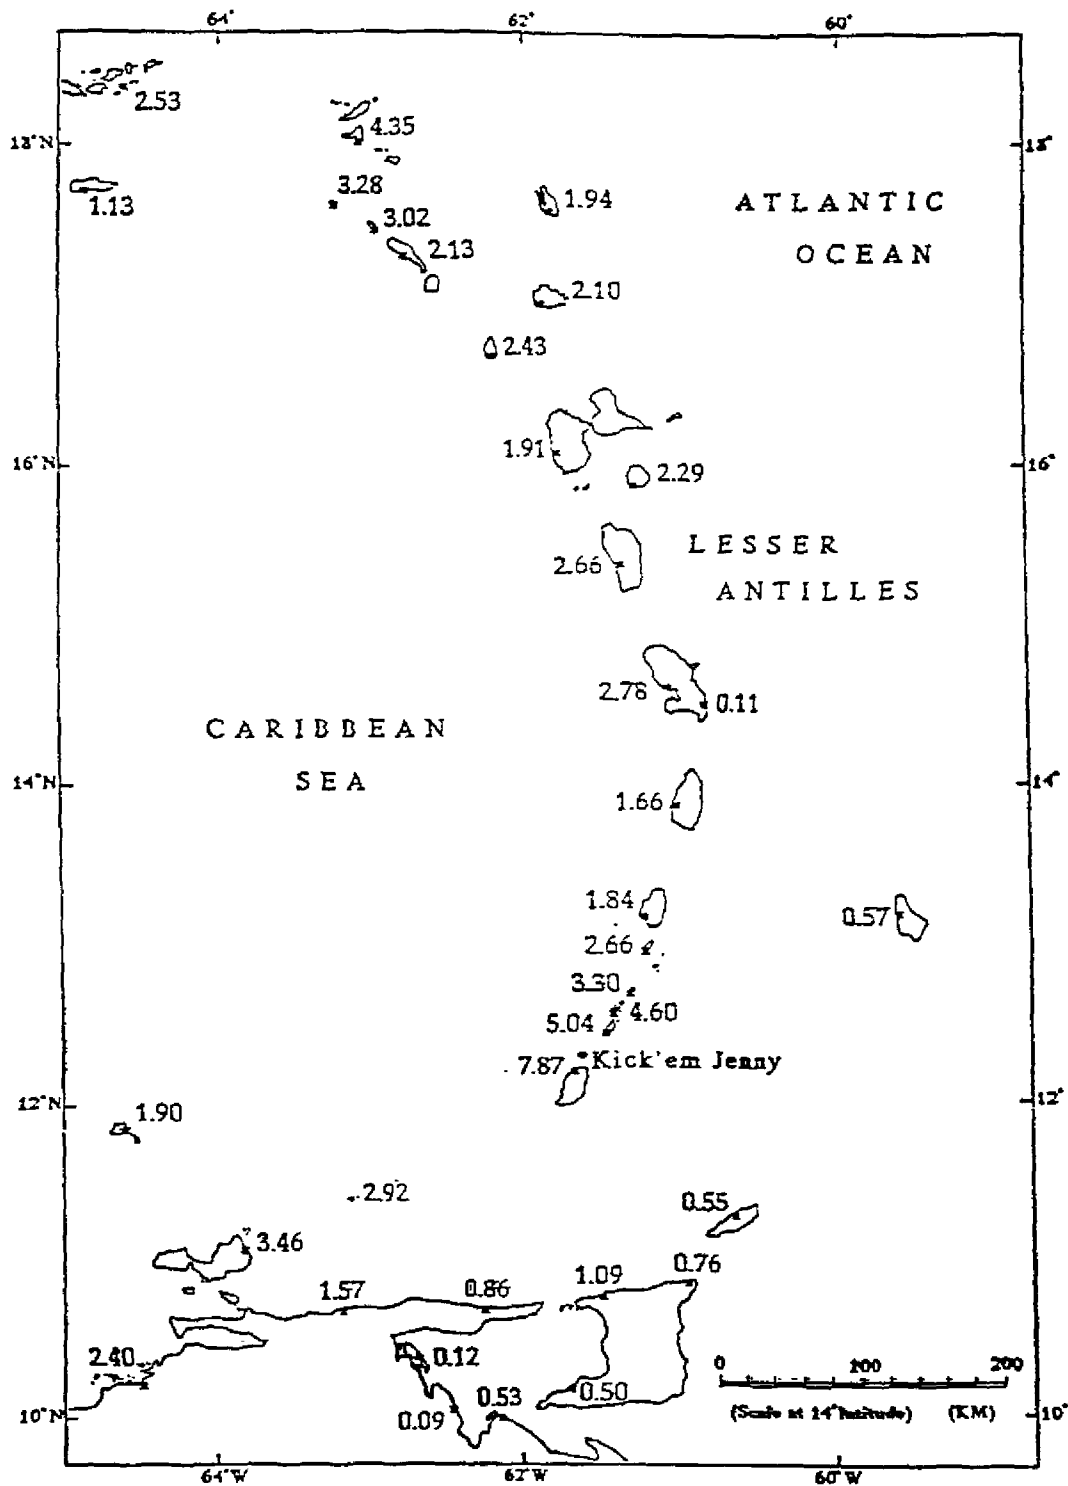 64° 62° 60°
2.53
4.35
18°N 18°
3.28
1.13
3.02
1.94
ATLANTIC
2.13
OCEAN
2.10
2.43
1.91
16°N 16°
2.29
LESSER
2.66
ANTILLES
2.78
0.11
CARIBBEAN
SEA
14°N 14°
1.66
1.84
0.57
2.66
3.30
4.60
5.04
7.87 Kick'em Jenny
12°N 12°
1.90
2.92
0.55
3.46
0.76
1.57 0.86 1.09
2.40
0.12
0 100 200
0.50
0.53
0.09
(Scale at 14° latitude) (KM)
10°N 10°
64°W 62°W 60°W